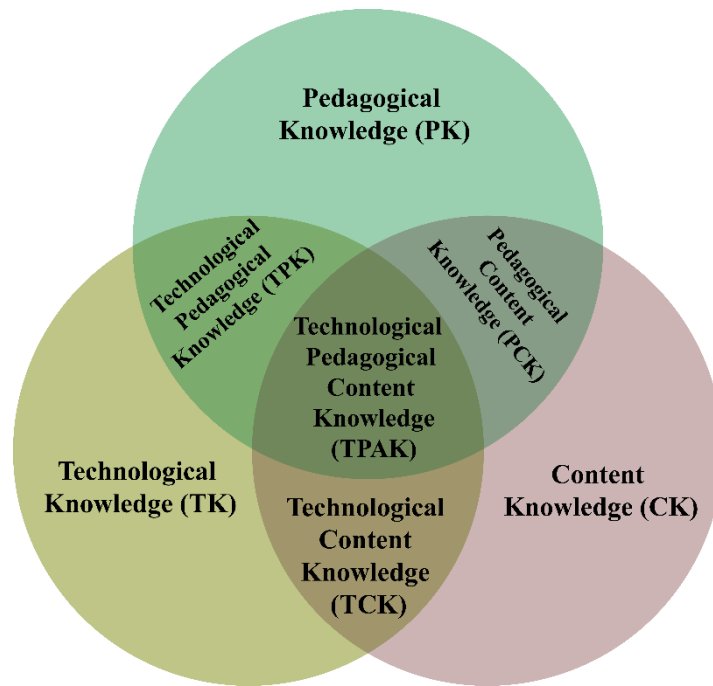 Pedagogical
Knowledge (PK)
Technological
Pedagogical
Knowledge (TPK)
Pedagogical
Content
Knowledge (PCK)
Technological
Pedagogical
Content
Knowledge
(TPAK)
Technological
Knowledge (TK)
Content
Knowledge (CK)
Technological
Content
Knowledge
(TCK)